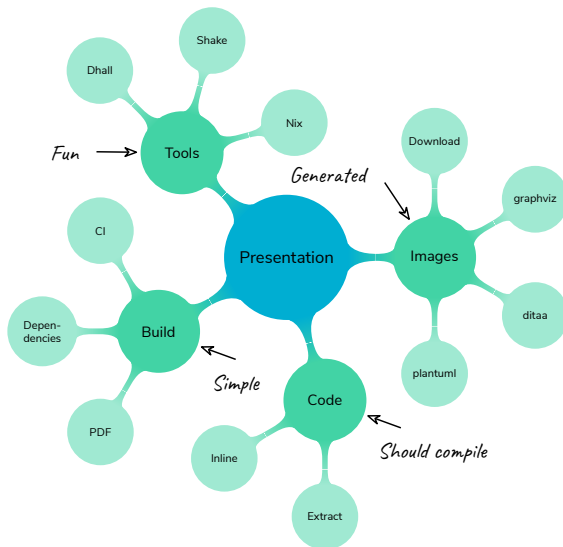 Shake
Dhall
Nix
Fun
Tools
Download
Generated
graphviz
CI
Presentation
Images
Depen-
dencies
Build
ditaa
plantuml
Simple
Code
PDF
Inline
Should compile
Extract